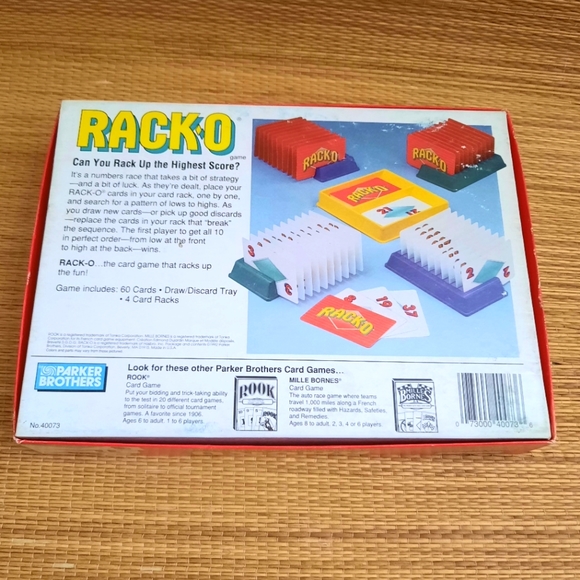 RACK-O
game
Can You Rack Up the Highest Score?
It's a numbers race that takes a bit of strategy
—and a bit of luck. As they're dealt, place your
RACK-O® cards in your card rack, one by one,
and search for a pattern of lows to highs. As
you draw new cards—or pick up good discards
—replace the cards in your rack that "break"
the sequence. The first player to get all 10
in perfect order—from low at the front
to high at the back—wins.
RACK-O...the card game that racks up
the fun!
Game includes: 60 Cards • Draw/Discard Tray
• 4 Card Racks
RACK-O
RACK-O
RACK-O
RACK-O
PARKER
BROTHERS
No. 40073
Look for these other Parker Brothers Card Games...
ROOK®
Card Game
Put your bidding and trick taking ability
to the test in 20 different card games,
from solitaire to official tournament
games. A favorite since 1906.
Ages 6 to adult, 1 to 6 players
ROOK
MILLE BORNES®
Card Game
The auto race game where teams
travel 1,000 miles along a French
roadway filled with Hazards, Safeties,
and Remedies.
Ages 8 to adult, 2, 3, 4 or 6 players
MILLE
BORNES
0 73000 40073